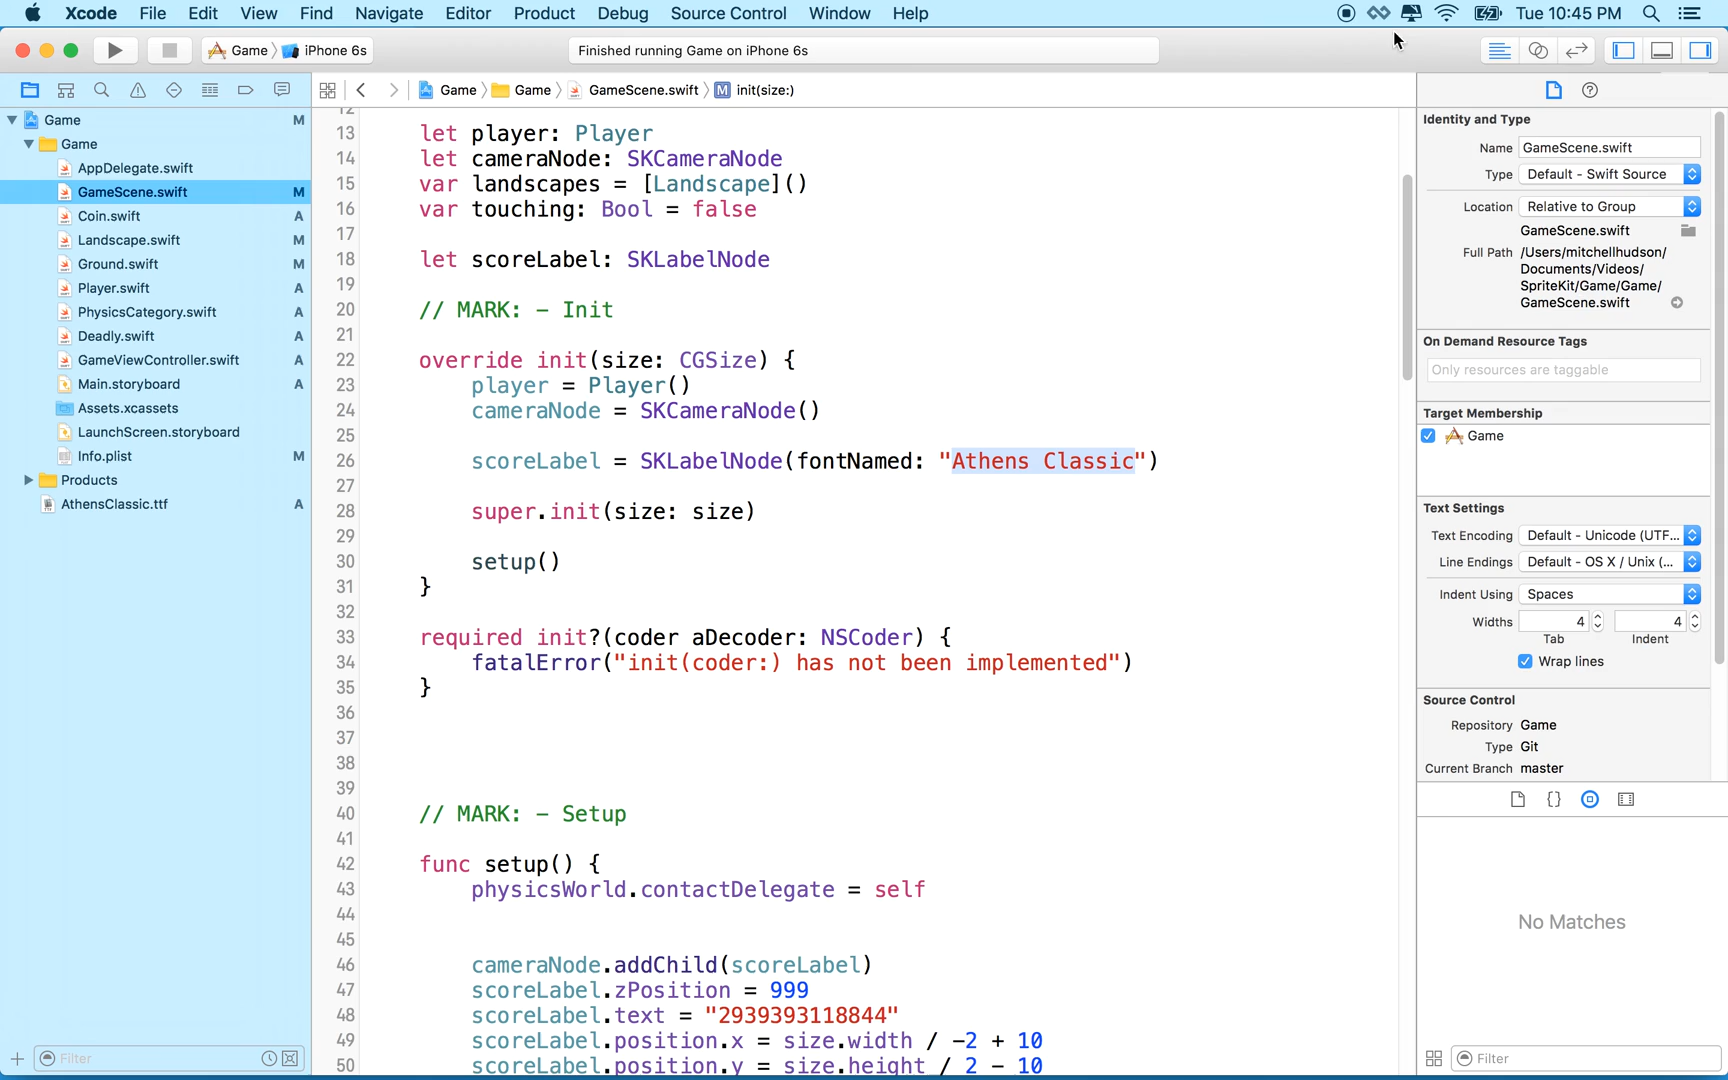 Xcode File Edit View Find Navigate Editor Product Debug Source Control Window Help Tue 10:45 PM
Game iPhone 6s Finished running Game on iPhone 6s
Game Game GameScene.swift M init(size:)
Game M
Game
AppDelegate.swift
GameScene.swift M
Coin.swift A
Landscape.swift M
Ground.swift M
Player.swift A
PhysicsCategory.swift A
Deadly.swift A
GameViewController.swift A
Main.storyboard A
Assets.xcassets
LaunchScreen.storyboard
Info.plist M
Products
AthensClassic.ttf A
Filter
12
13 let player: Player
14 let cameraNode: SKCameraNode
15 var landscapes = [Landscape]()
16 var touching: Bool = false
17
18 let scoreLabel: SKLabelNode
19
20 // MARK: - Init
21
22 override init(size: CGSize) {
23 player = Player()
24 cameraNode = SKCameraNode()
25
26 scoreLabel = SKLabelNode(fontNamed: "Athens Classic")
27
28 super.init(size: size)
29
30 setup()
31 }
32
33 required init?(coder aDecoder: NSCoder) {
34 fatalError("init(coder:) has not been implemented")
35 }
36
37
38
39
40 // MARK: - Setup
41
42 func setup() {
43 physicsWorld.contactDelegate = self
44
45
46 cameraNode.addChild(scoreLabel)
47 scoreLabel.zPosition = 999
48 scoreLabel.text = "2939393118844"
49 scoreLabel.position.x = size.width / -2 + 10
50 scoreLabel.position.y = size.height / 2 - 10
Identity and Type
Name GameScene.swift
Type Default - Swift Source
Location Relative to Group
GameScene.swift
Full Path /Users/mitchellhudson/
Documents/Videos/
SpriteKit/Game/Game/
GameScene.swift
On Demand Resource Tags
Only resources are taggable
Target Membership
Game
Text Settings
Text Encoding Default - Unicode (UTF...
Line Endings Default - OS X / Unix (...
Indent Using Spaces
Widths 4 4
Tab Indent
Wrap lines
Source Control
Repository Game
Type Git
Current Branch master
No Matches
Filter